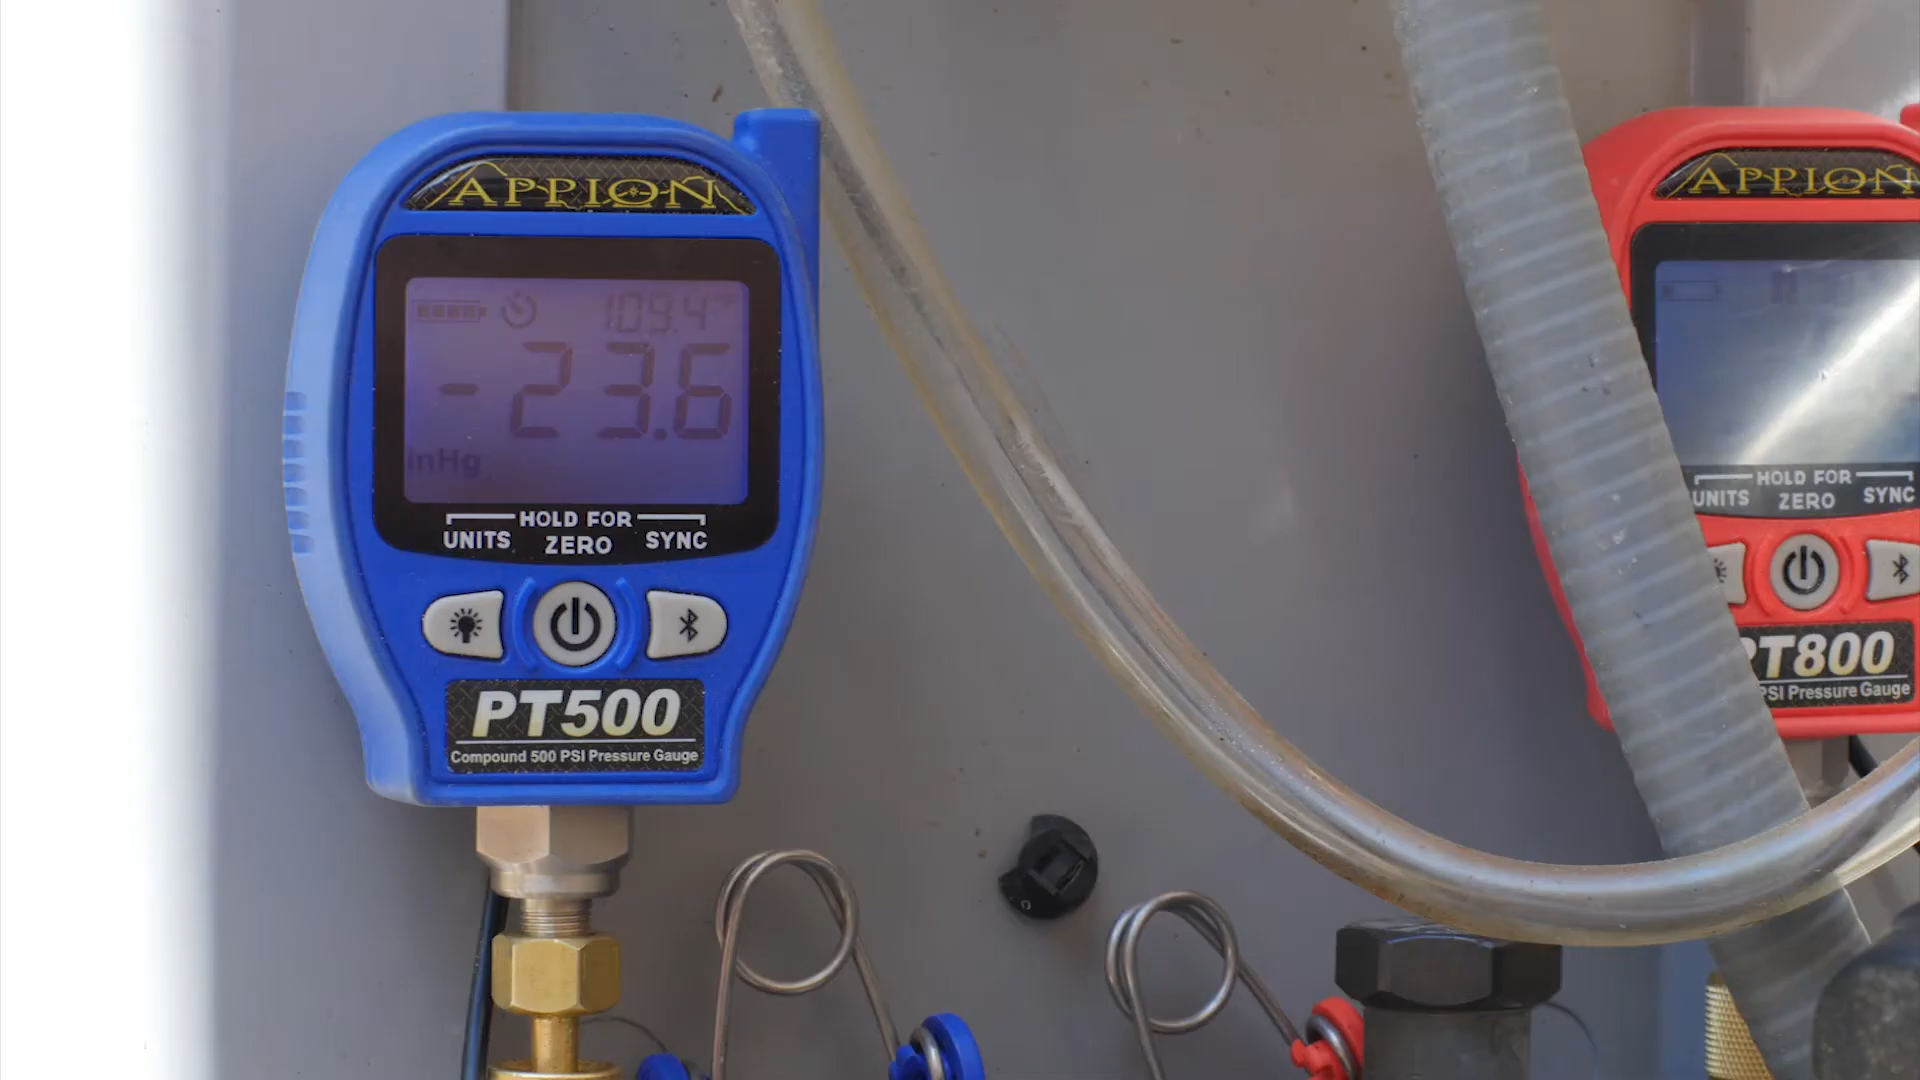 APPION
109.4 °F
-23.6
inHg
HOLD FOR
UNITS ZERO SYNC
PT500
Compound 500 PSI Pressure Gauge
APPION
HOLD FOR
UNITS ZERO SYNC
PT800
PSI Pressure Gauge